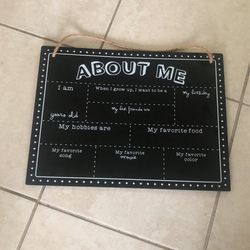 ABOUT ME
I am
When I grow up, I want to be a
My birthday
My best friends are
years old
My hobbies are
My favorite food
My favorite
song
My favorite
My favorite
color